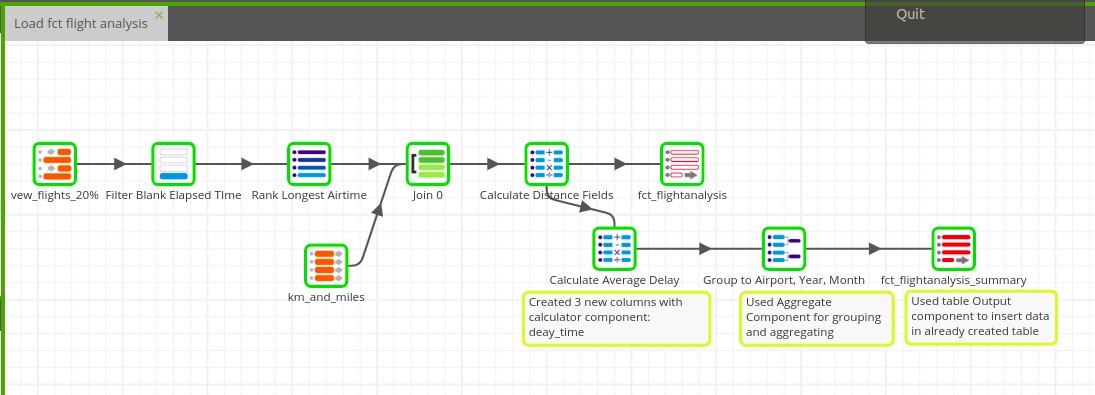 Load fct flight analysis
Quit
vew_flights_20%
Filter Blank Elapsed TIme
Rank Longest Airtime
Join 0
Calculate Distance Fields
fct_flightanalysis
km_and_miles
Calculate Average Delay
Group to Airport, Year, Month
fct_flightanalysis_summary
Created 3 new columns with
calculator component:
deay_time
Used Aggregate
Component for grouping
and aggregating
Used table Output
component to insert data
in already created table